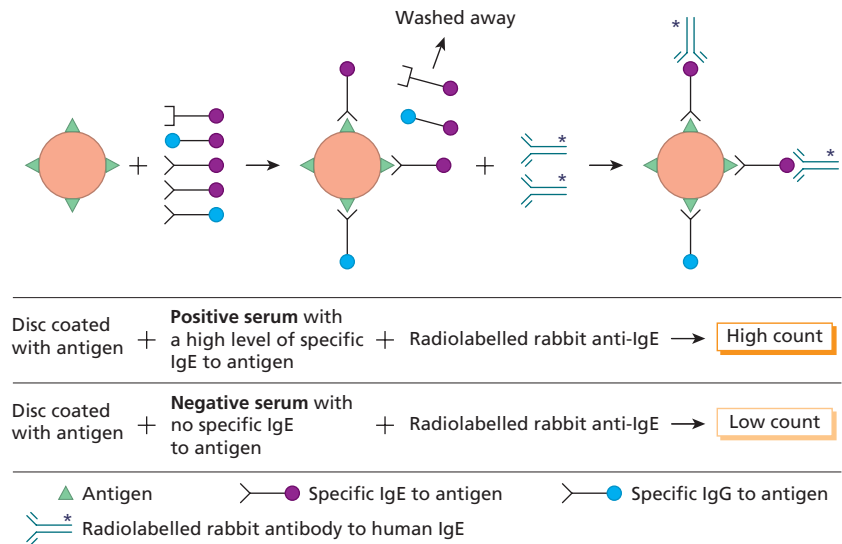 Washed away
*
*
+
+
*
*
*
Disc coated
with antigen
+
Positive serum with
a high level of specific
IgE to antigen
+
Radiolabelled rabbit anti-IgE
High count
Disc coated
with antigen
+
Negative serum with
no specific IgE
to antigen
+
Radiolabelled rabbit anti-IgE
Low count
Antigen
Specific IgE to antigen
Specific IgG to antigen
*
Radiolabelled rabbit antibody to human IgE